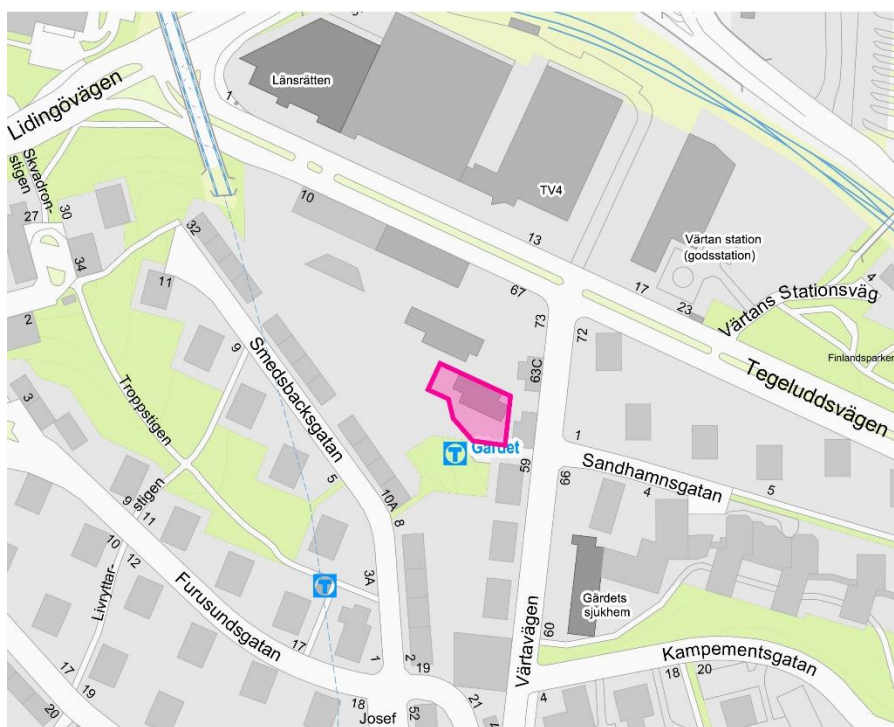 Länsrätten
Lidingövägen
1
Skvadron-
stigen
27
30
34
2
32
10
TV4
13
Värtan station
(godsstation)
67
17
23
Värtans Stationsväg
4
Finlandsparken
11
9
Smedsbacksgatan
73
72
63C
Tegeluddsvägen
3
Troppstigen
T
Gärdet
59
1
Sandhamnsgatan
66
4
5
5
10A
8
9
11
stigen
10
12
Livryttar-
3A
T
Furusundsgatan
Gärdets
sjukhem
Värtavägen
60
Kampementsgatan
17
1
2
19
17
19
18
20
20
18
Josef
52
21
4